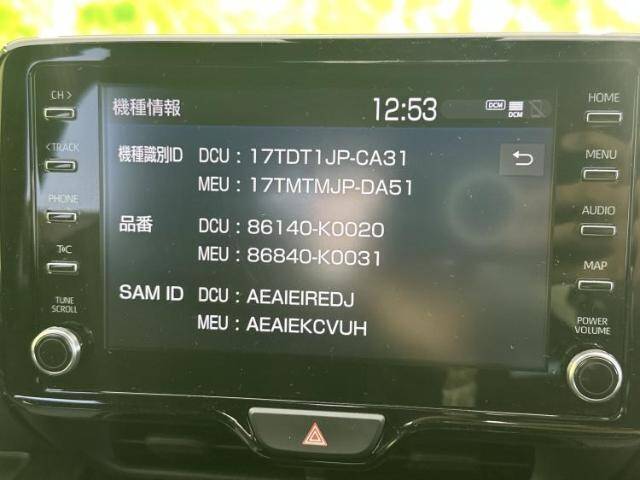 CH >
機種情報
12:53
DCM
DCM
HOME
< TRACK
機種識別ID DCU : 17TDT1JP-CA31
MEU : 17TMTMJP-DA51
MENU
PHONE
品番 DCU : 86140-K0020
MEU : 86840-K0031
AUDIO
T C
SAM ID DCU : AEAIEIREDJ
MEU : AEAIEKCVUH
MAP
TUNE
SCROLL
POWER
VOLUME